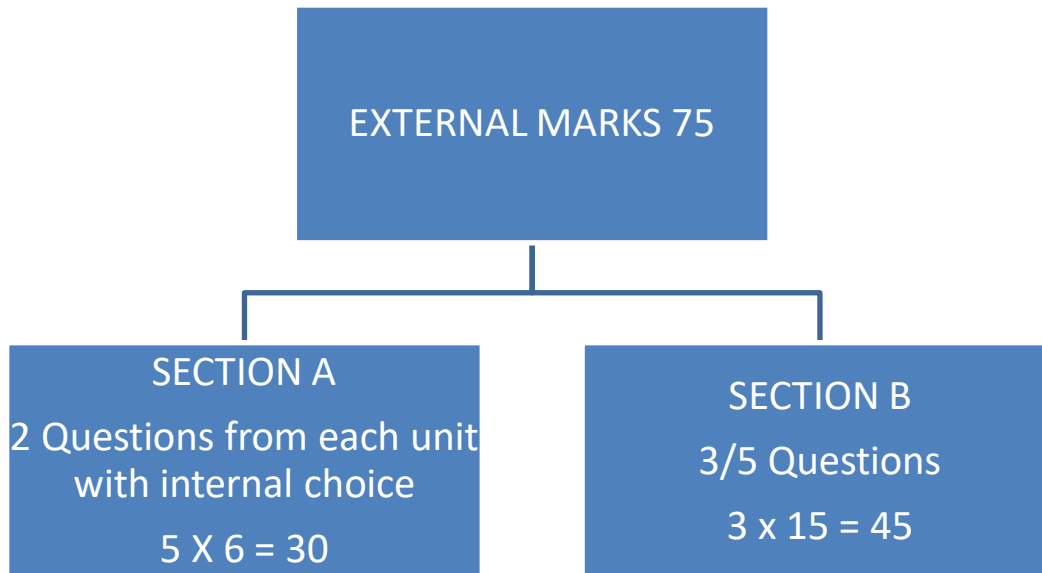 EXTERNAL MARKS 75
SECTION A
2 Questions from each unit
with internal choice
5 X 6 = 30
SECTION B
3/5 Questions
3 x 15 = 45